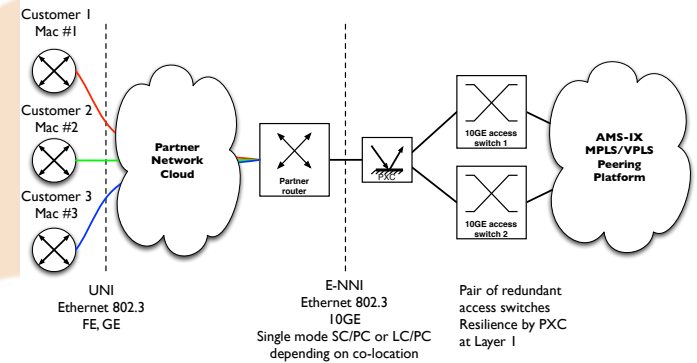 Customer 1
Mac #1
Customer 2
Mac #2
Customer 3
Mac #3
Partner
Network
Cloud
Partner
router
PXC
10GE access
switch 1
10GE access
switch 2
AMS-IX
MPLS/VPLS
Peering
Platform
UNI
Ethernet 802.3
FE, GE
E-NNI
Ethernet 802.3
10GE
Single mode SC/PC or LC/PC
depending on co-location
Pair of redundant
access switches
Resilience by PXC
at Layer 1